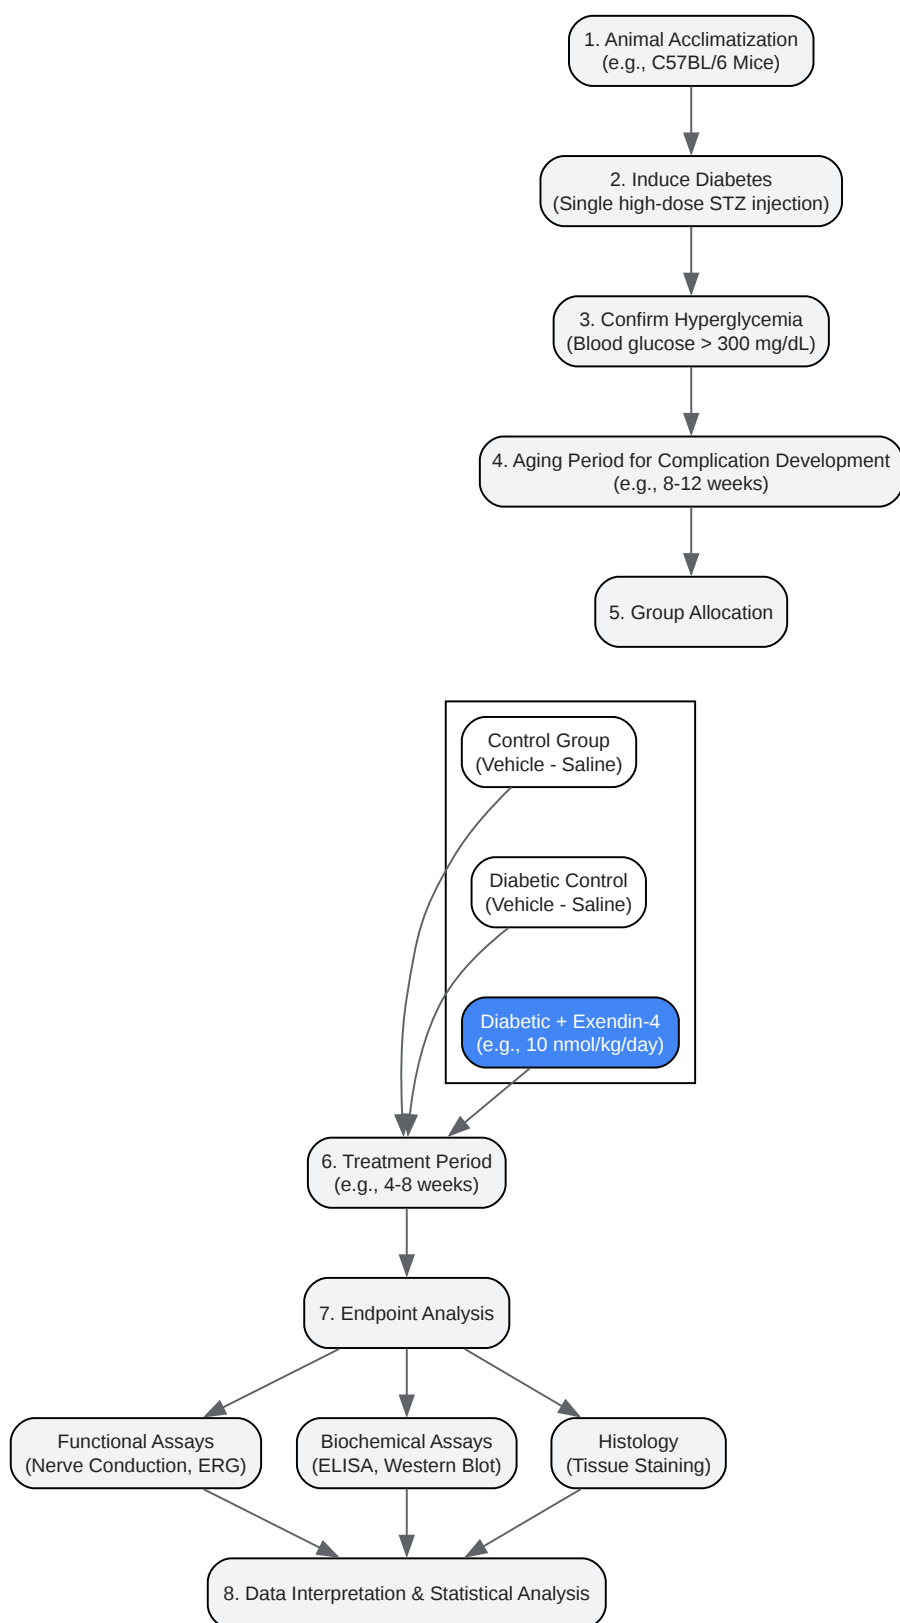 1. Animal Acclimatization
(e.g., C57BL/6 Mice)
2. Induce Diabetes
(Single high-dose STZ injection)
3. Confirm Hyperglycemia
(Blood glucose > 300 mg/dL)
4. Aging Period for Complication Development
(e.g., 8-12 weeks)
5. Group Allocation
Control Group
(Vehicle - Saline)
Diabetic Control
(Vehicle - Saline)
Diabetic + Exendin-4
(e.g., 10 nmol/kg/day)
6. Treatment Period
(e.g., 4-8 weeks)
7. Endpoint Analysis
Functional Assays
(Nerve Conduction, ERG)
Biochemical Assays
(ELISA, Western Blot)
Histology
(Tissue Staining)
8. Data Interpretation & Statistical Analysis